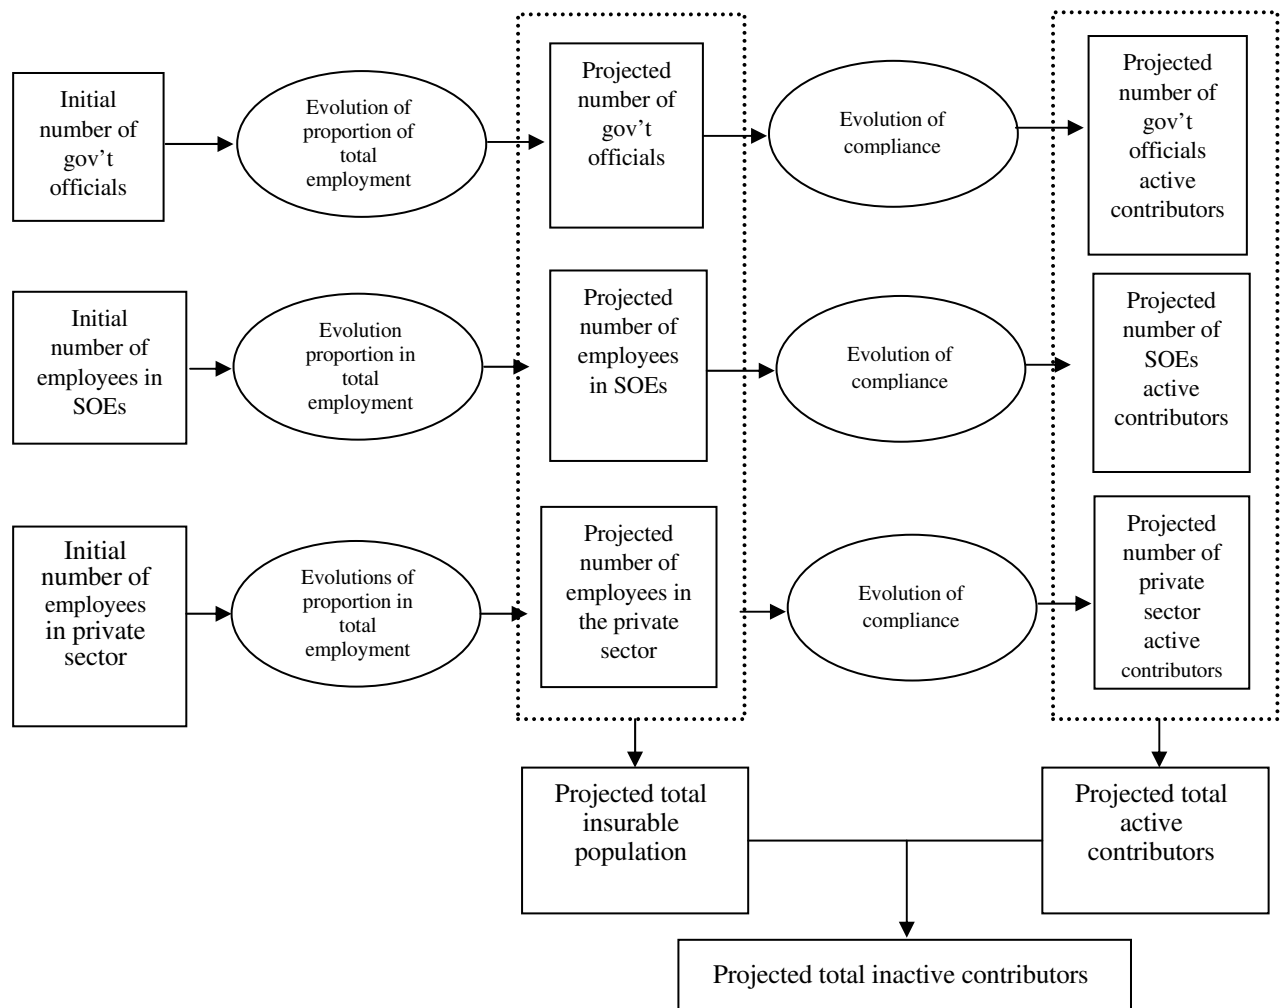 Initial
number of
gov't
officials
Evolution of
proportion of
total
employment
Projected
number of
gov't
officials
Evolution of
compliance
Projected
number of
gov't
officials
active
contributors
Initial
number of
employees in
SOEs
Evolution
proportion in
total
employment
Projected
number of
employees
in SOEs
Evolution of
compliance
Projected
number of
SOEs
active
contributors
Initial
number of
employees
in private
sector
Evolutions of
proportion in
total
employment
Projected
number of
employees in
the private
sector
Evolution of
compliance
Projected
number of
private
sector
active
contributors
Projected total
insurable
population
Projected total
active
contributors
Projected total inactive contributors